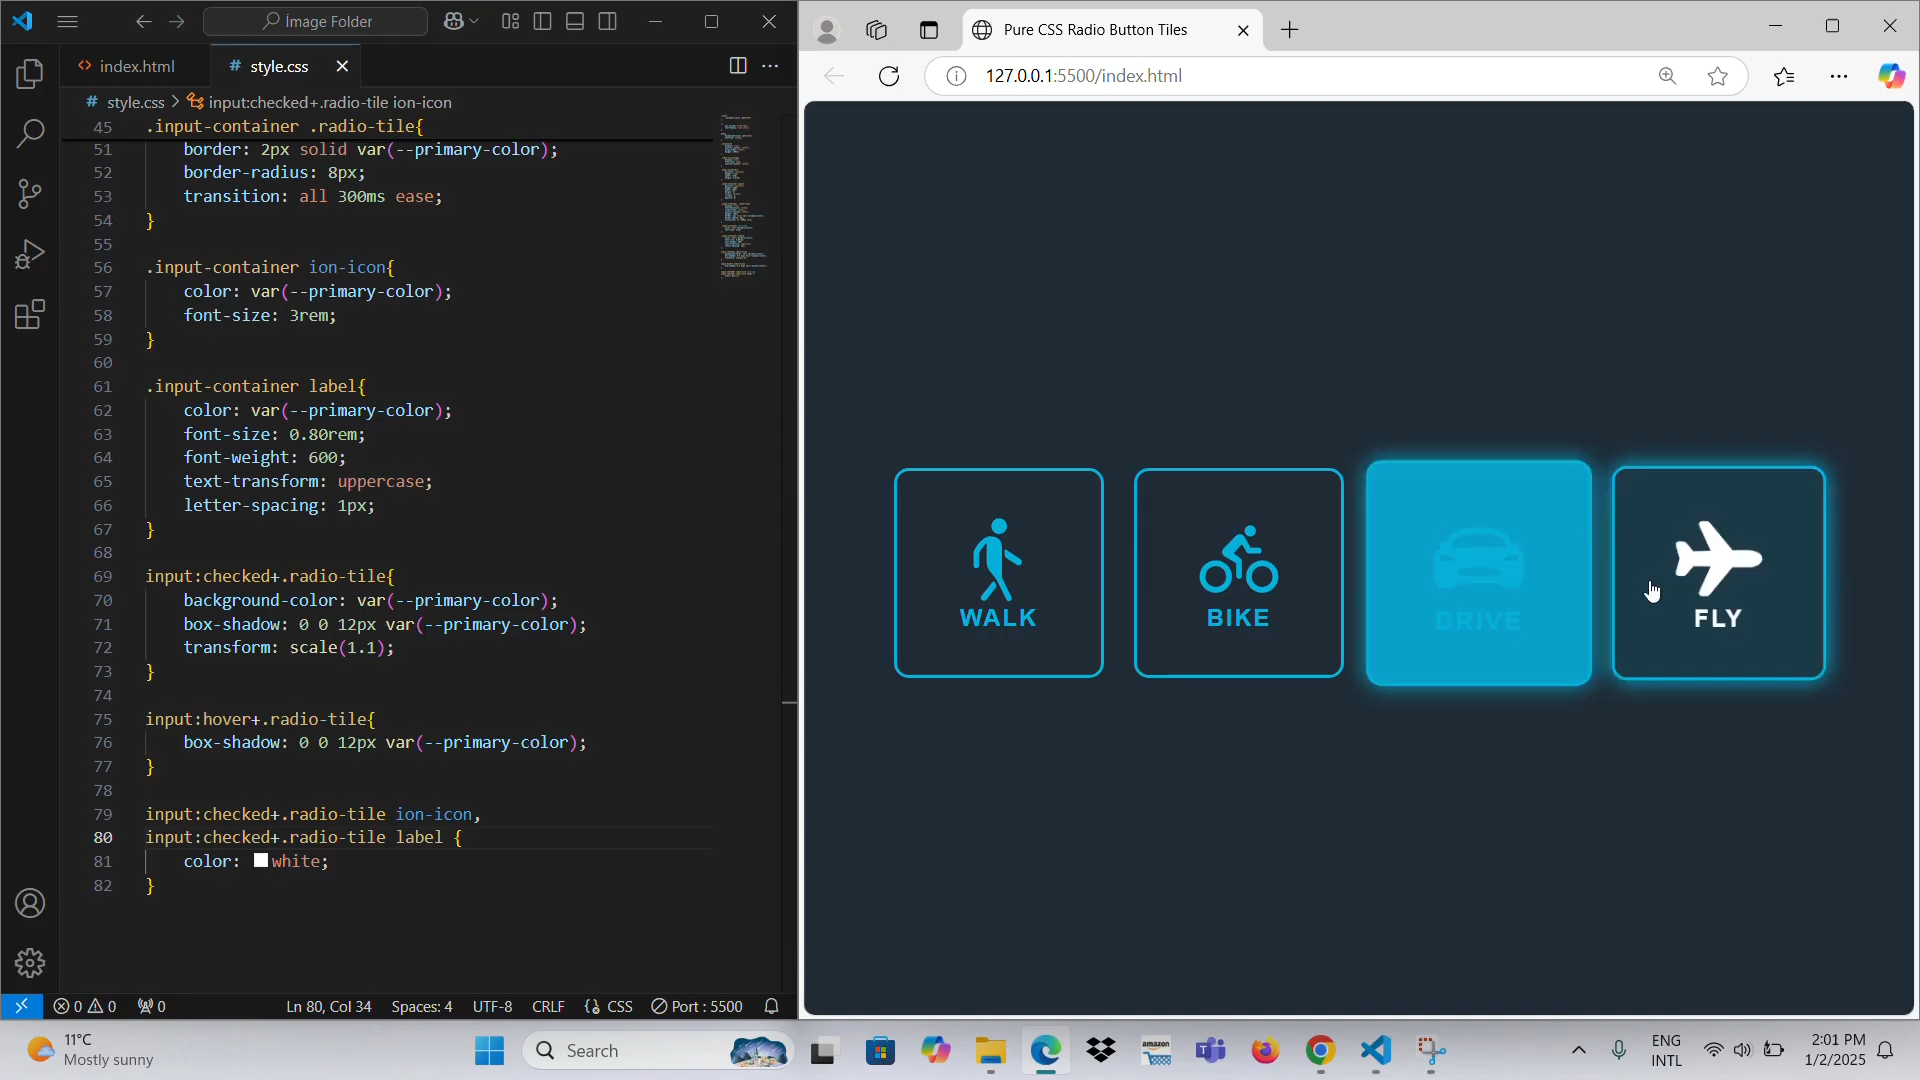 İmage Folder
index.html
# style.css
# style.css > input:checked+.radio-tile ion-icon
45 .input-container .radio-tile{
51 border: 2px solid var(--primary-color);
52 border-radius: 8px;
53 transition: all 300ms ease;
54 }
55
56 .input-container ion-icon{
57 color: var(--primary-color);
58 font-size: 3rem;
59 }
60
61 .input-container label{
62 color: var(--primary-color);
63 font-size: 0.80rem;
64 font-weight: 600;
65 text-transform: uppercase;
66 letter-spacing: 1px;
67 }
68
69 input:checked+.radio-tile{
70 background-color: var(--primary-color);
71 box-shadow: 0 0 12px var(--primary-color);
72 transform: scale(1.1);
73 }
74
75 input:hover+.radio-tile{
76 box-shadow: 0 0 12px var(--primary-color);
77 }
78
79 input:checked+.radio-tile ion-icon,
80 input:checked+.radio-tile label {
81 color: white;
82 }
0 0 0 Ln 80, Col 34 Spaces: 4 UTF-8 CRLF CSS Port : 5500
Pure CSS Radio Button Tiles
127.0.0.1:5500/index.html
WALK
BIKE
DRIVE
FLY
11°C
Mostly sunny
Search
amazon
ENG
INTL
2:01 PM
1/2/2025